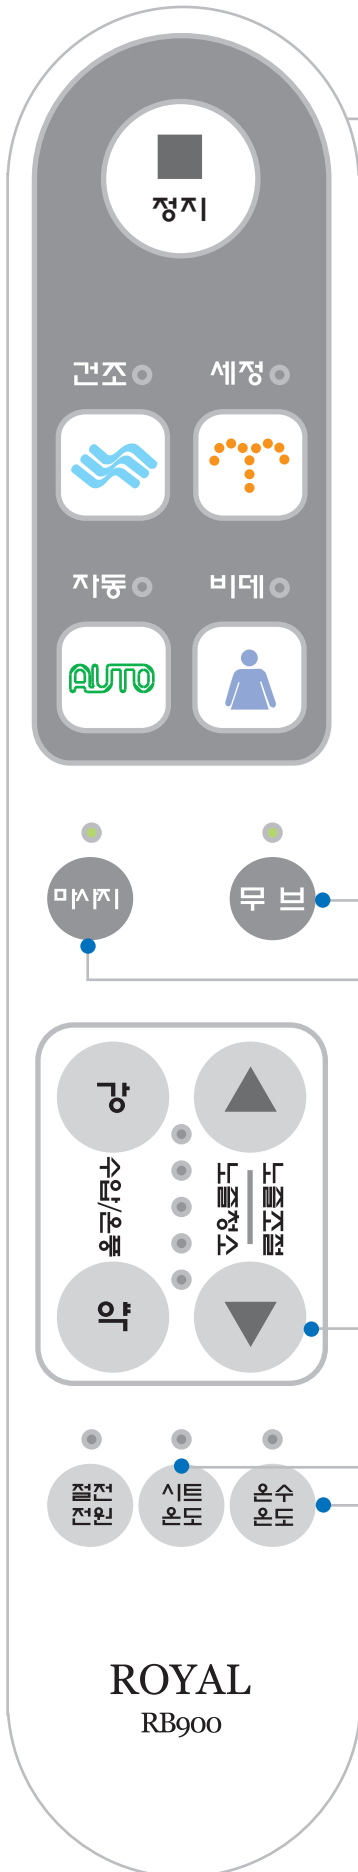 정지
건조
세정
자동
비데
AUTO
마사지
무브
강
수압/온풍
약
노즐조절
노즐청소
절전
전원
시트
온도
온수
온도
ROYAL
RB900